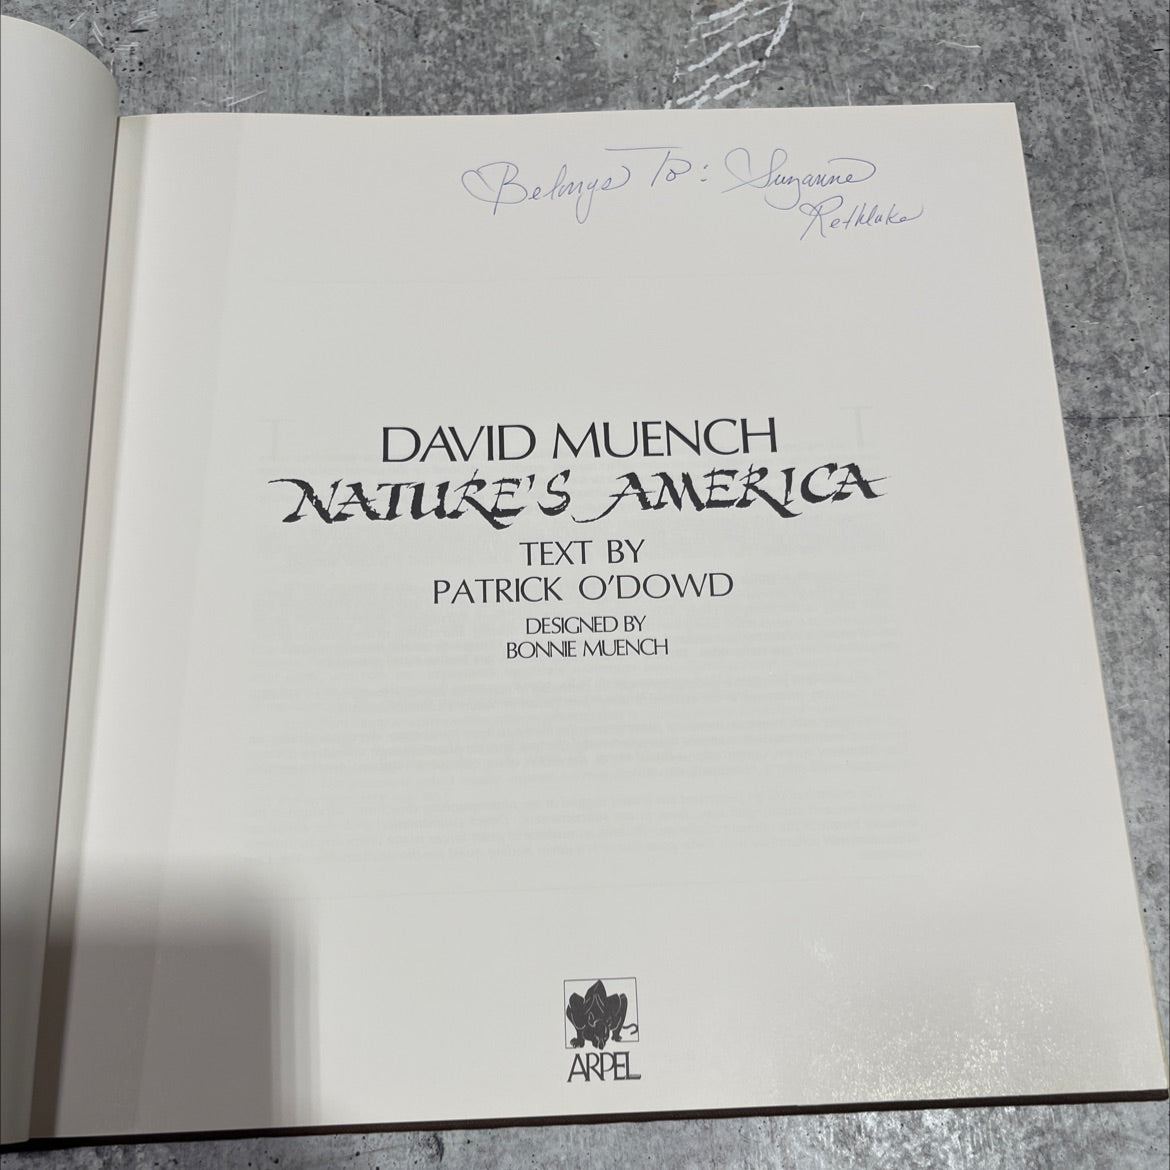 Belongs To: Suzanne
Rethlake
DAVID MUENCH
NATURE'S AMERICA
TEXT BY
PATRICK O'DOWD
DESIGNED BY
BONNIE MUENCH
ARPEL